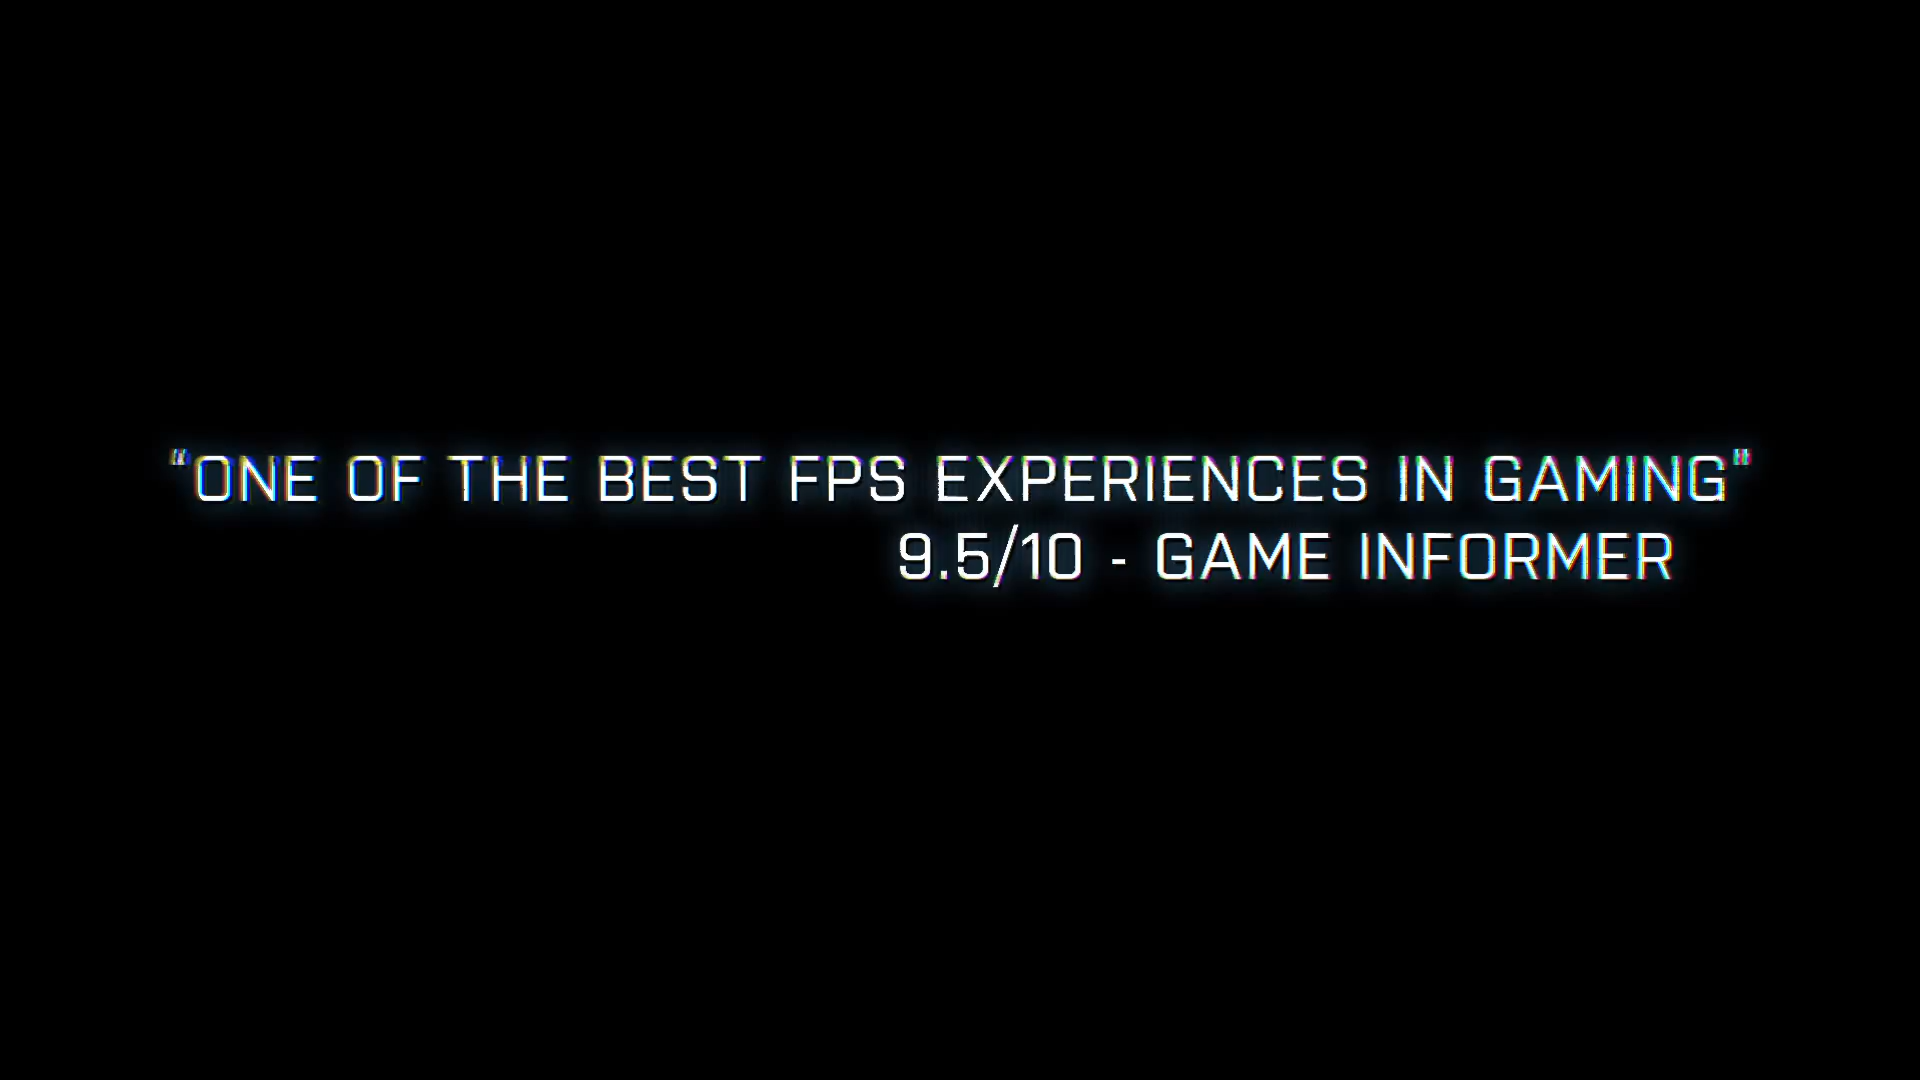 “ONE OF THE BEST FPS EXPERIENCES IN GAMING”
9.5/10 - GAME INFORMER